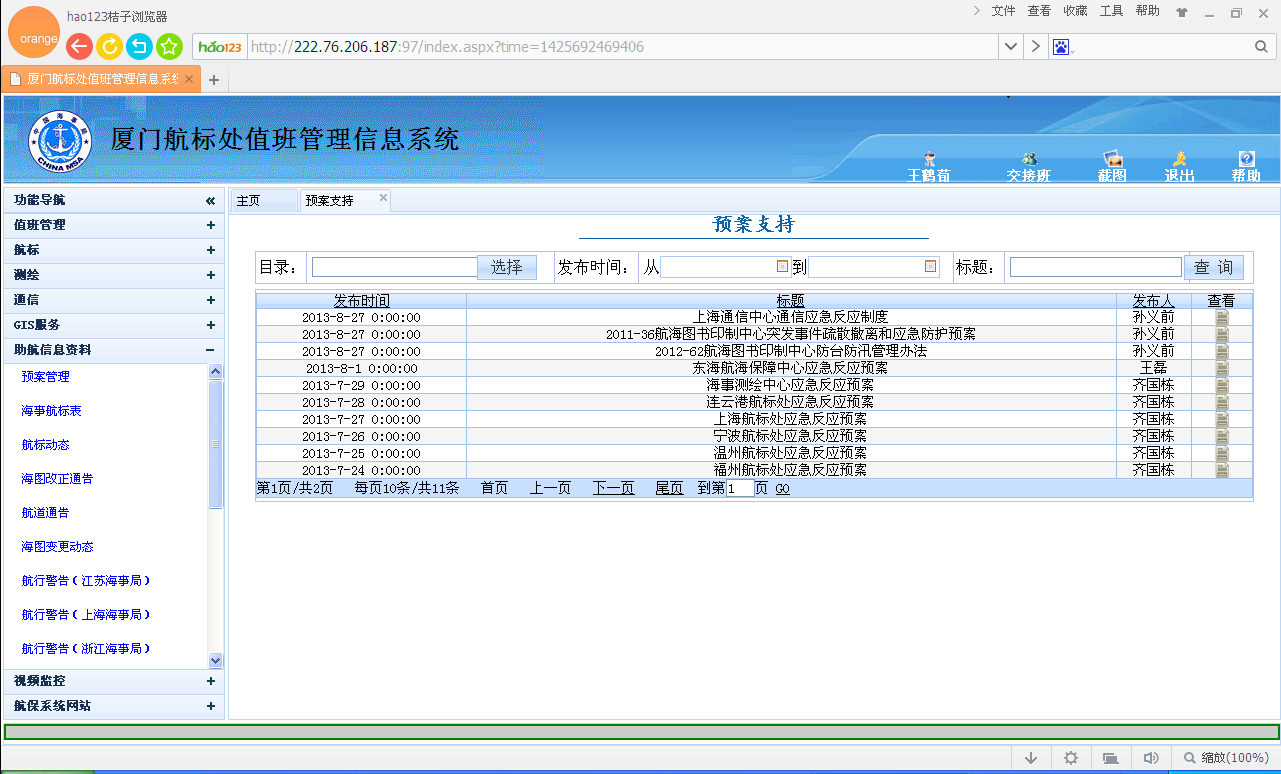 hao123桔子浏览器
文件 查看 收藏 工具 帮助
orange
hao123 http://222.76.206.187:97/index.aspx?time=1425692469406
厦门航标处值班管理信息系统
厦门航标处值班管理信息系统
中国海事局
CHINA MSA
王鹤荀 交接班 截图 退出 帮助
功能导航
主页 预案支持
值班管理
预案支持
航标
测绘
通信
GIS服务
助航信息资料
预案管理
海事航标表
航标动态
海图改正通告
航道通告
海图变更动态
航行警告(江苏海事局)
航行警告(上海海事局)
航行警告(浙江海事局)
视频监控
航保系统网站
目录: 选择 发布时间: 从 到 标题: 查 询
发布时间 标题 发布人 查看
2013-8-27 0:00:00 上海通信中心通信应急反应制度 孙义前
2013-8-27 0:00:00 2011-36航海图书印制中心突发事件疏散撤离和应急防护预案 孙义前
2013-8-27 0:00:00 2012-62航海图书印制中心防台防汛管理办法 孙义前
2013-8-1 0:00:00 东海航海保障中心应急反应预案 王磊
2013-7-29 0:00:00 海事测绘中心应急反应预案 齐国栋
2013-7-28 0:00:00 连云港航标处应急反应预案 齐国栋
2013-7-27 0:00:00 上海航标处应急反应预案 齐国栋
2013-7-26 0:00:00 宁波航标处应急反应预案 齐国栋
2013-7-25 0:00:00 温州航标处应急反应预案 齐国栋
2013-7-24 0:00:00 福州航标处应急反应预案 齐国栋
第1页/共2页 每页10条/共11条 首页 上一页 下一页 尾页 到第1页 GO
缩放(100%)